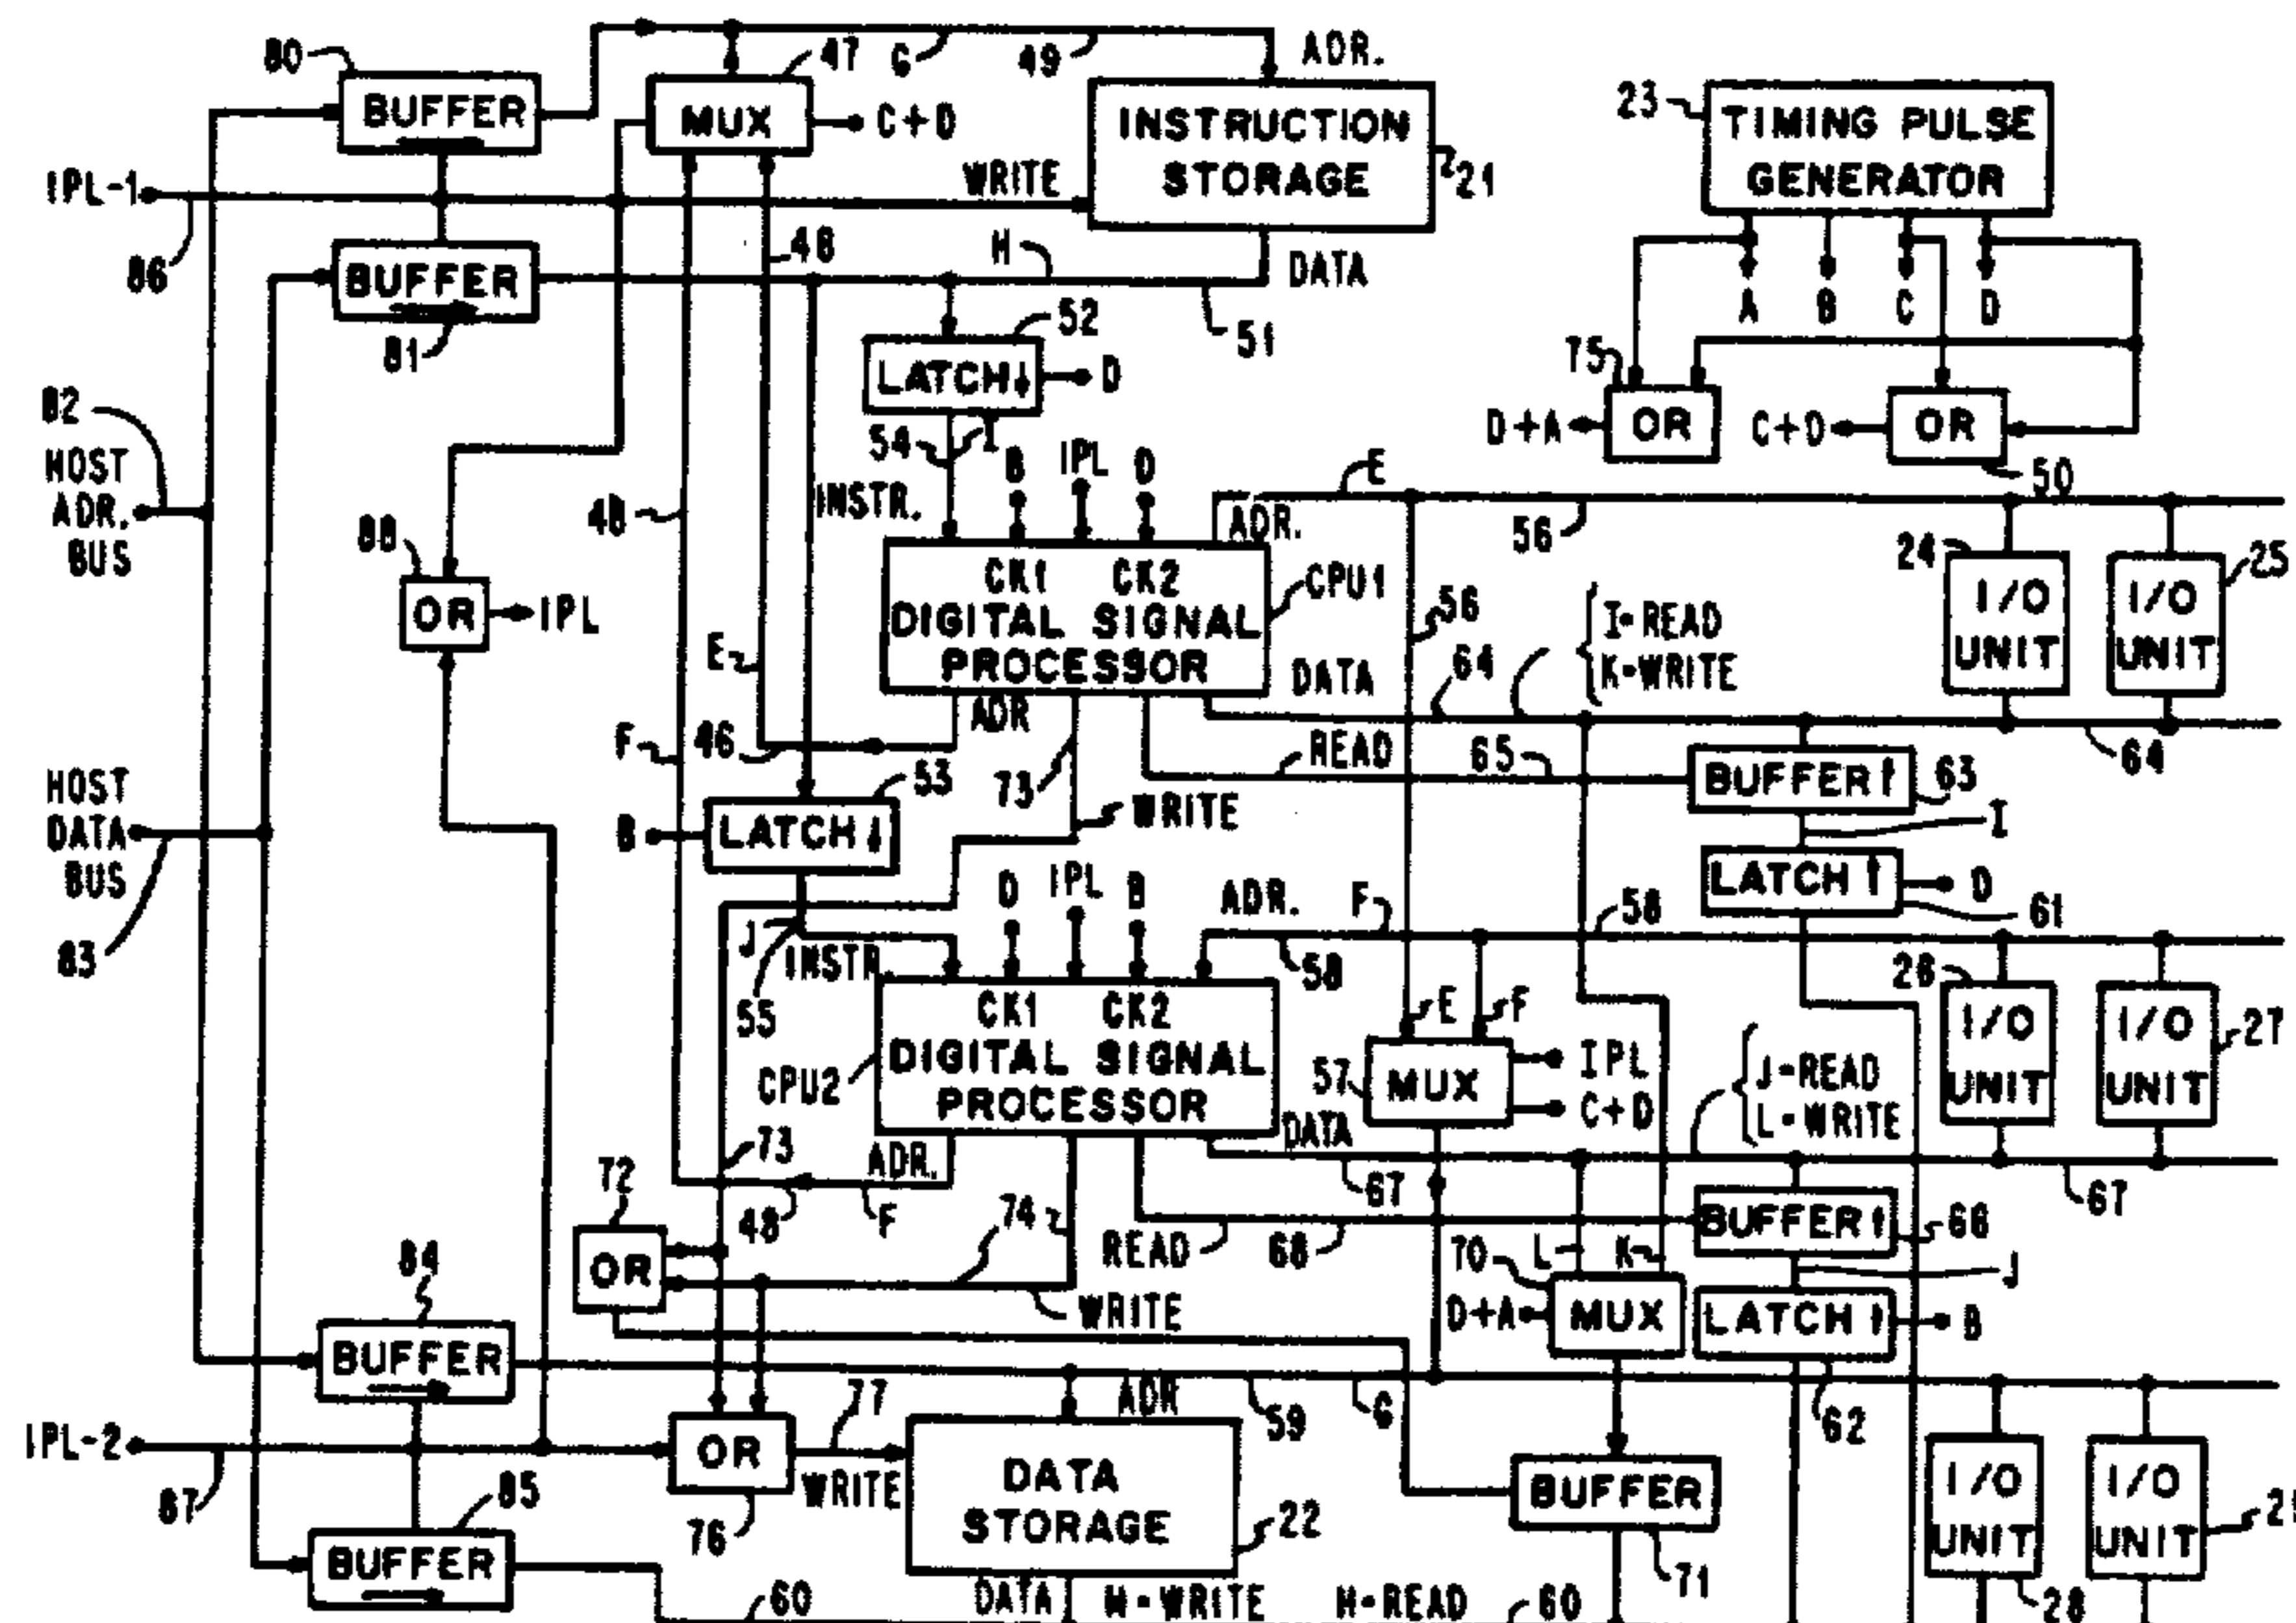 80
BUFFER
MUX
47
G
49
ADR.
C+D
INSTRUCTION
STORAGE
21
23
TIMING PULSE
GENERATOR
IPL-1
86
WRITE
46
BUFFER
81
H
DATA
51
A
B
C
D
52
LATCH↓
D
54
I
75
OR
D+A
OR
C+D
50
82
HOST
ADR.
BUS
48
INSTR.
B
IPL
D
ADR.
E
56
88
OR
IPL
CK1
CK2
DIGITAL SIGNAL
PROCESSOR
CPU1
56
24
I/O
UNIT
25
I/O
UNIT
I=READ
K=WRITE
E
F
46
ADR
DATA
64
64
READ
65
BUFFER↑
63
73
WRITE
HOST
DATA
BUS
83
53
B
LATCH↓
I
LATCH↑
D
61
J
55
INSTR
D
IPL
B
ADR.
F
58
58
CK1
CK2
DIGITAL SIGNAL
PROCESSOR
CPU2
E
F
57
MUX
IPL
C+D
26
I/O
UNIT
27
I/O
UNIT
J=READ
L=WRITE
73
ADR.
48
F
74
DATA
67
67
READ
68
BUFFER↑
66
72
OR
WRITE
L
K
70
D+A
MUX
J
LATCH↑
B
62
84
BUFFER
ADR
59
G
IPL-2
87
OR
76
77
WRITE
DATA
STORAGE
22
BUFFER
71
I/O
UNIT
28
I/O
UNIT
85
BUFFER
60
DATA
M-WRITE
H-READ
60